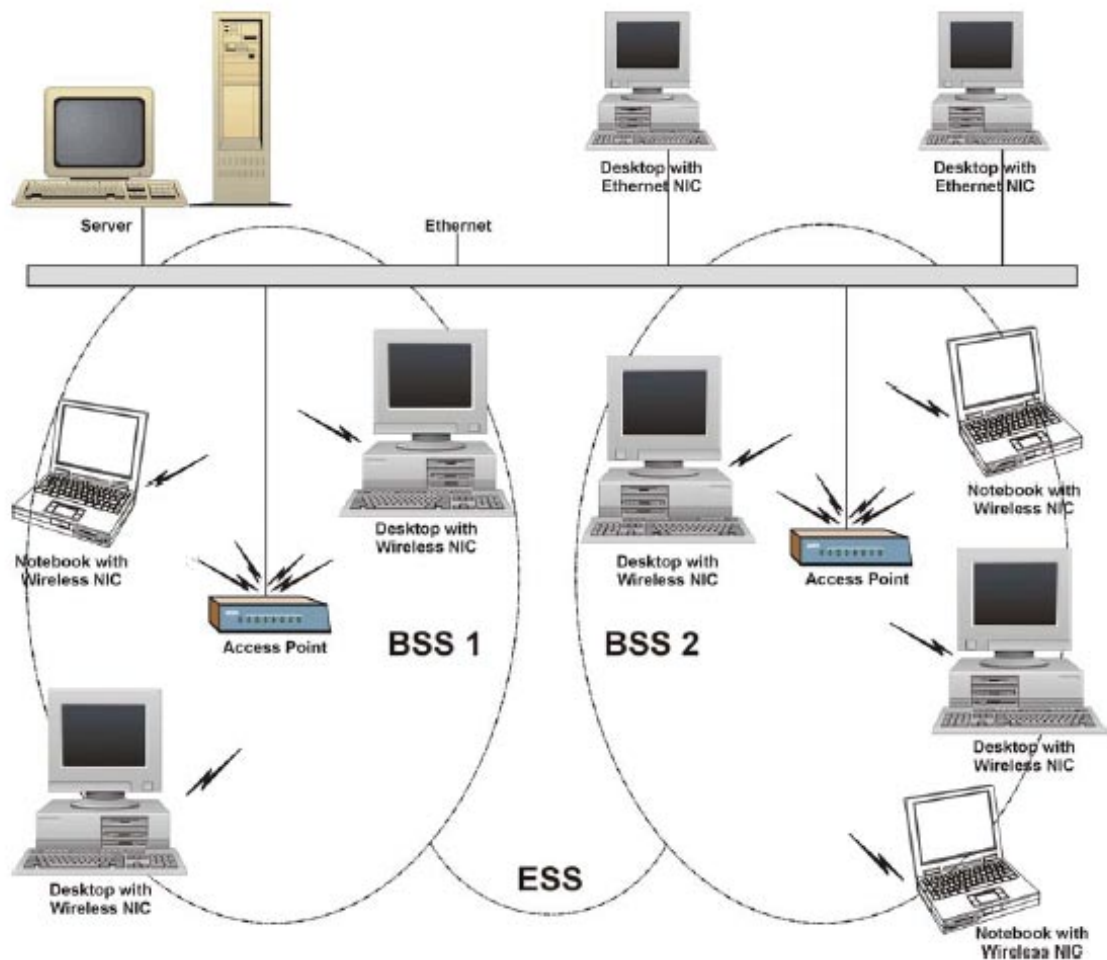 Desktop with
Ethernet NIC
Desktop with
Ethernet NIC
Server
Ethernet
Notebook with
Wireless NIC
Desktop with
Wireless NIC
Desktop with
Wireless NIC
Notebook with
Wireless NIC
Access Point
Access Point
BSS 1
BSS 2
Desktop with
Wireless NIC
Desktop with
Wireless NIC
ESS
Notebook with
Wireless NIC